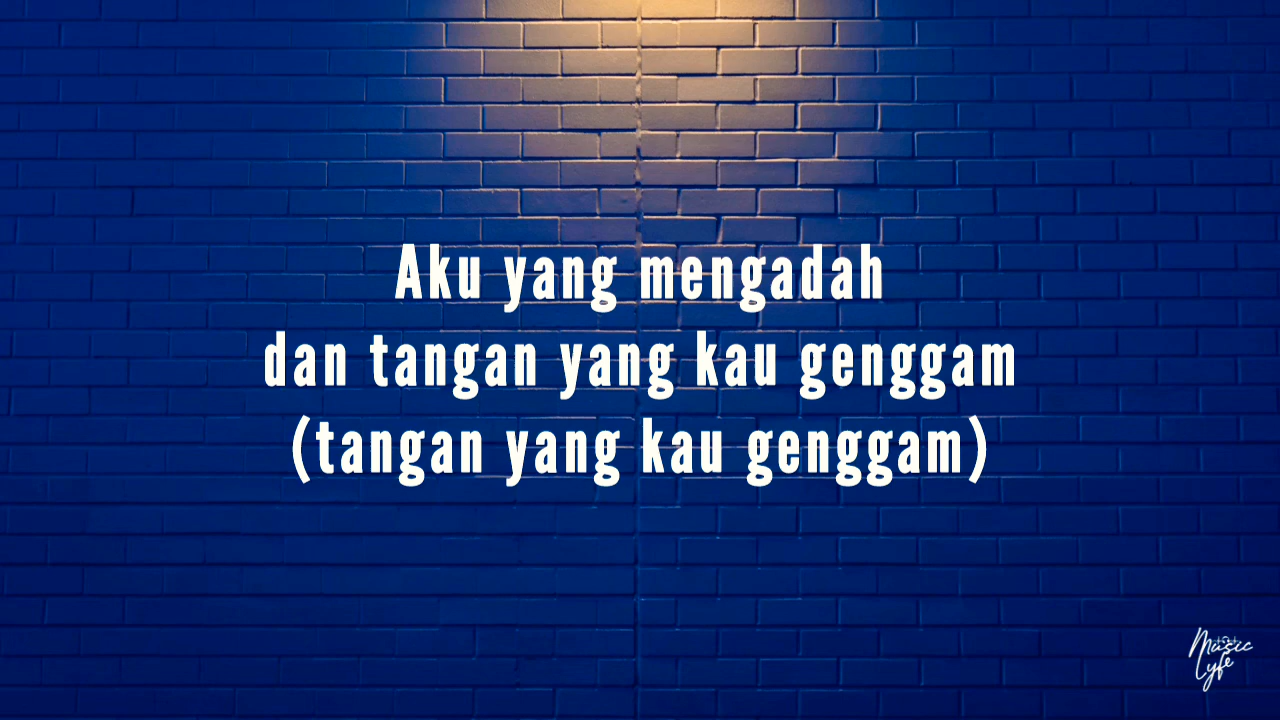 Aku yang mengadah
dan tangan yang kau genggam
(tangan yang kau genggam)
Music
Lyfe